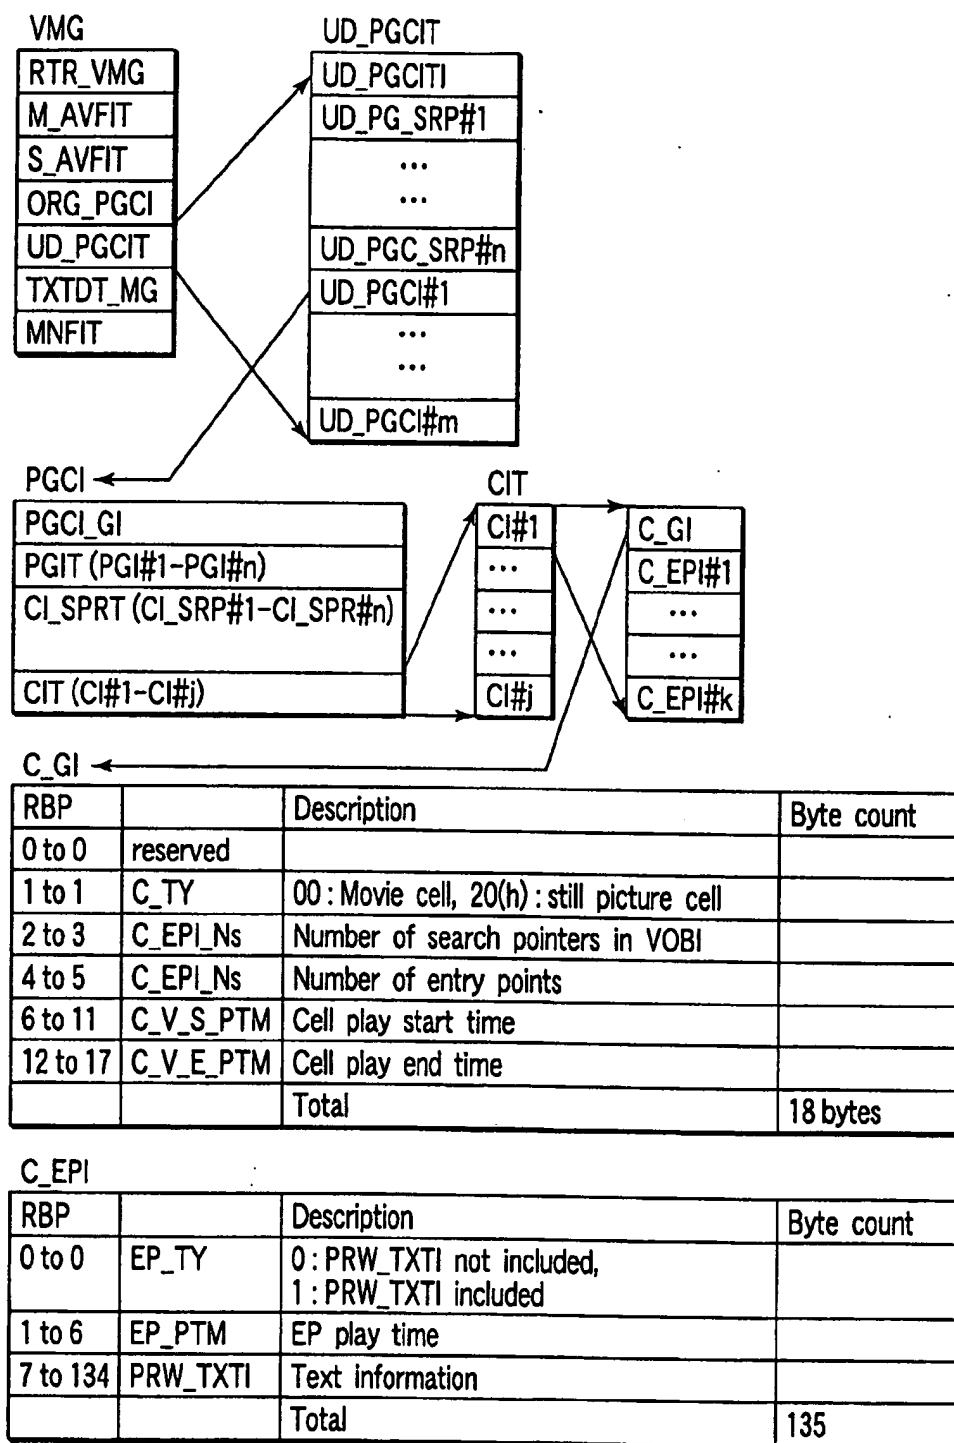 VMG
RTR_VMG
M_AVFIT
S_AVFIT
ORG_PGCI
UD_PGCIT
TXTDT_MG
MNFIT
UD_PGCIT
UD_PGCITI
UD_PG_SRP#1
...
...
UD_PGC_SRP#n
UD_PGCI#1
...
...
UD_PGCI#m
PGCI
PGCI_GI
PGIT (PGI#1-PGI#n)
CI_SPRT (CI_SRP#1-CI_SPR#n)
CIT (CI#1-CI#j)
CIT
CI#1
...
...
...
CI#j
C_GI
C_EPI#1
...
...
C_EPI#k
C_GI
RBP Description Byte count
0 to 0 reserved
1 to 1 C_TY 00 : Movie cell, 20(h) : still picture cell
2 to 3 C_EPI_Ns Number of search pointers in VOBI
4 to 5 C_EPI_Ns Number of entry points
6 to 11 C_V_S_PTM Cell play start time
12 to 17 C_V_E_PTM Cell play end time
Total 18 bytes
C_EPI
RBP Description Byte count
0 to 0 EP_TY 0 : PRW_TXTI not included,
1 : PRW_TXTI included
1 to 6 EP_PTM EP play time
7 to 134 PRW_TXTI Text information
Total 135